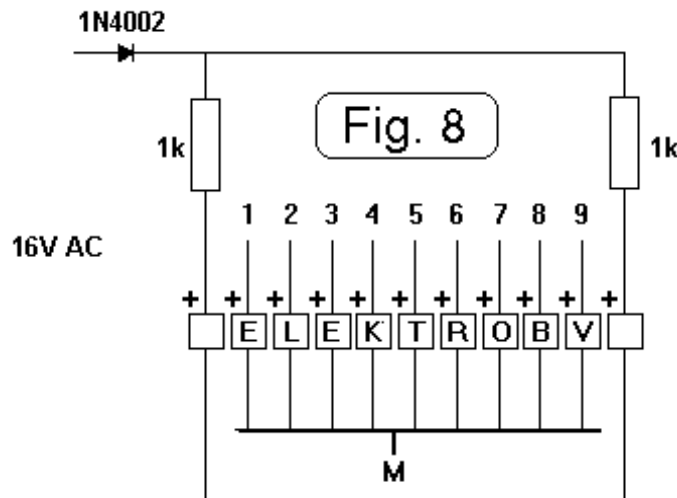 1N4002
Fig. 8
1k 1k
1 2 3 4 5 6 7 8 9
16V AC
+ + + + + + + + + + +
E L E K T R O B V
M